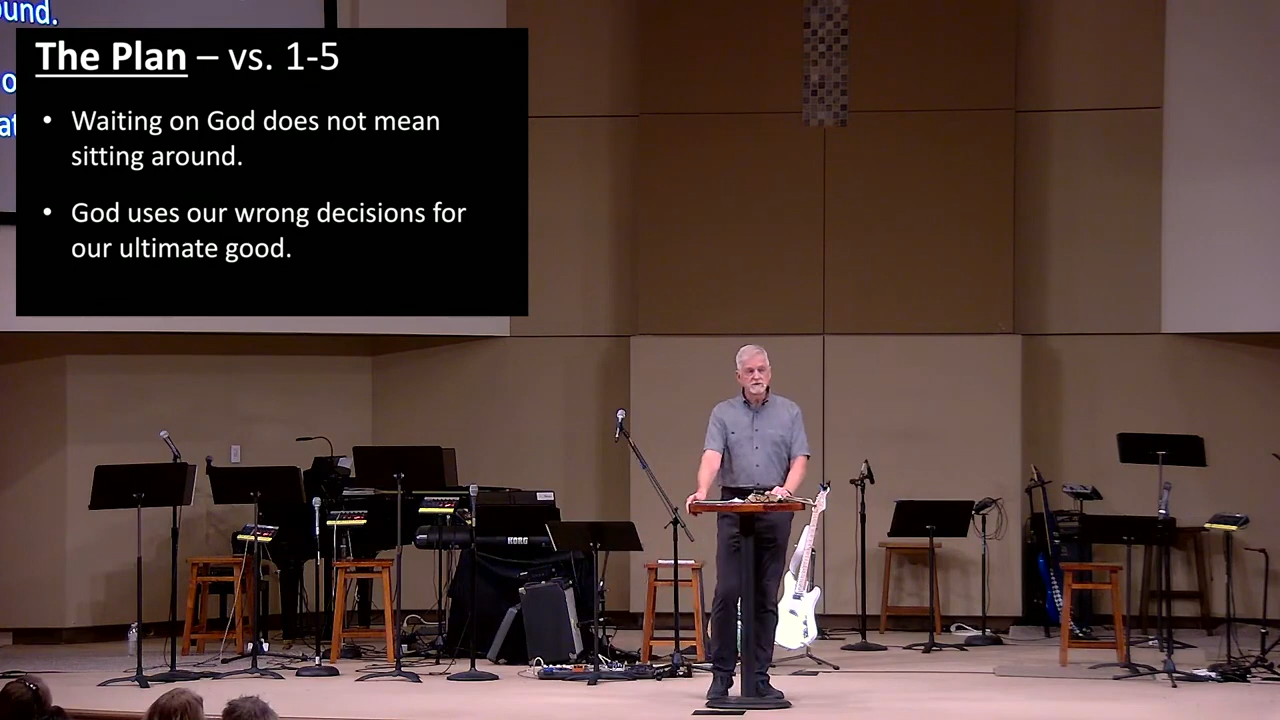 ound.
The Plan – vs. 1-5
• Waiting on God does not mean
sitting around.
• God uses our wrong decisions for
our ultimate good.
KORG